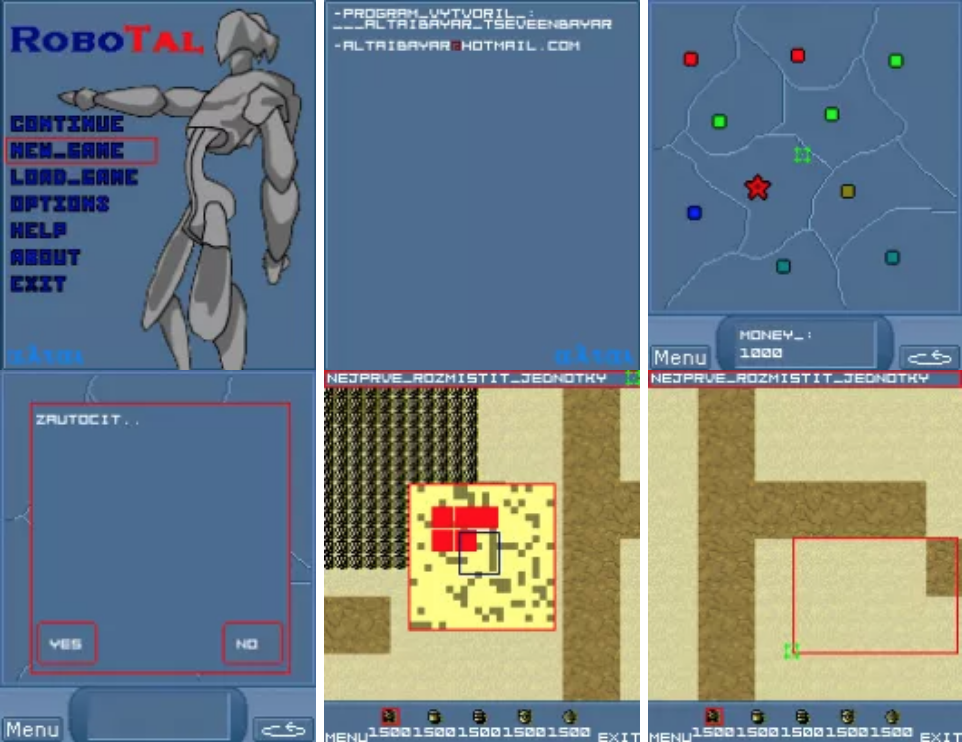 ROBOTAL
CONTINUE
NEW_GAME
LOAD_GAME
OPTIONS
HELP
ABOUT
EXIT
-PROGRAM_VYTVORIL_:
___ALTAIBAYAR_TSEVEENBAYAR
-ALTAIBAYAR@HOTMAIL.COM
MONEY_:
1000
Menu
ZAUTOCIT..
YES
NO
Menu
NEJPRVE_ROZMISTIT_JEDNOTKY
MENU 1500 1500 1500 1500 1500 EXIT
NEJPRVE_ROZMISTIT_JEDNOTKY
MENU 1500 1500 1500 1500 1500 EXIT